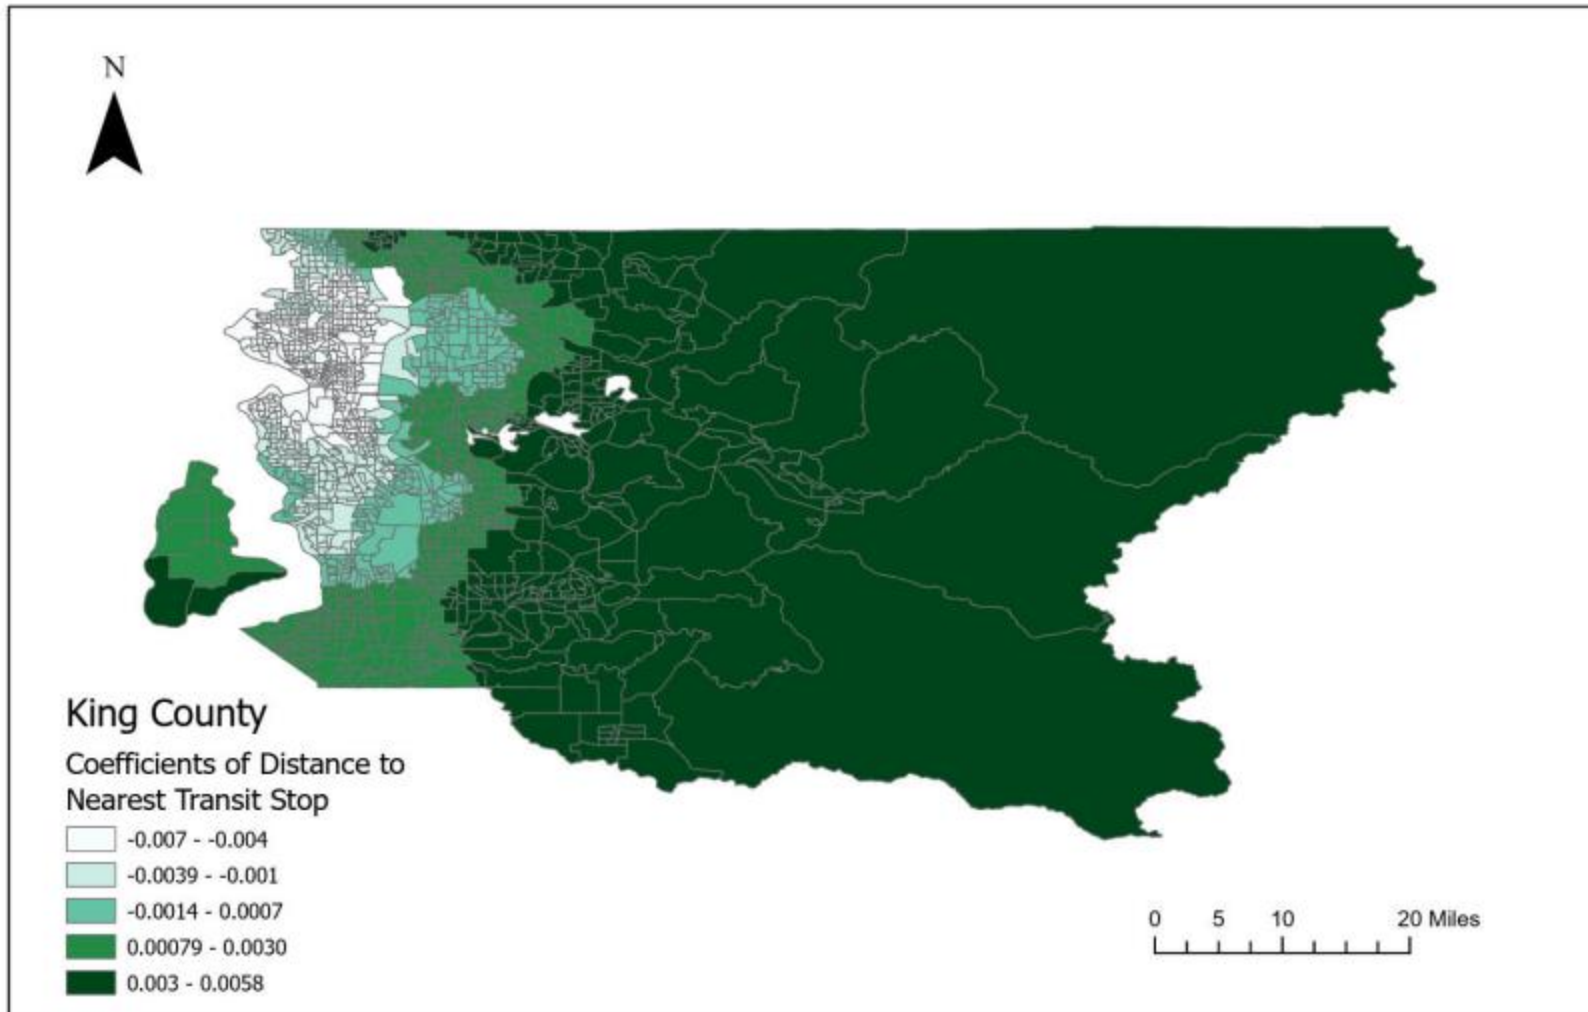 N
King County
Coefficients of Distance to
Nearest Transit Stop
-0.007 - -0.004
-0.0039 - -0.001
-0.0014 - 0.0007
0.00079 - 0.0030
0.003 - 0.0058
0 5 10 20 Miles